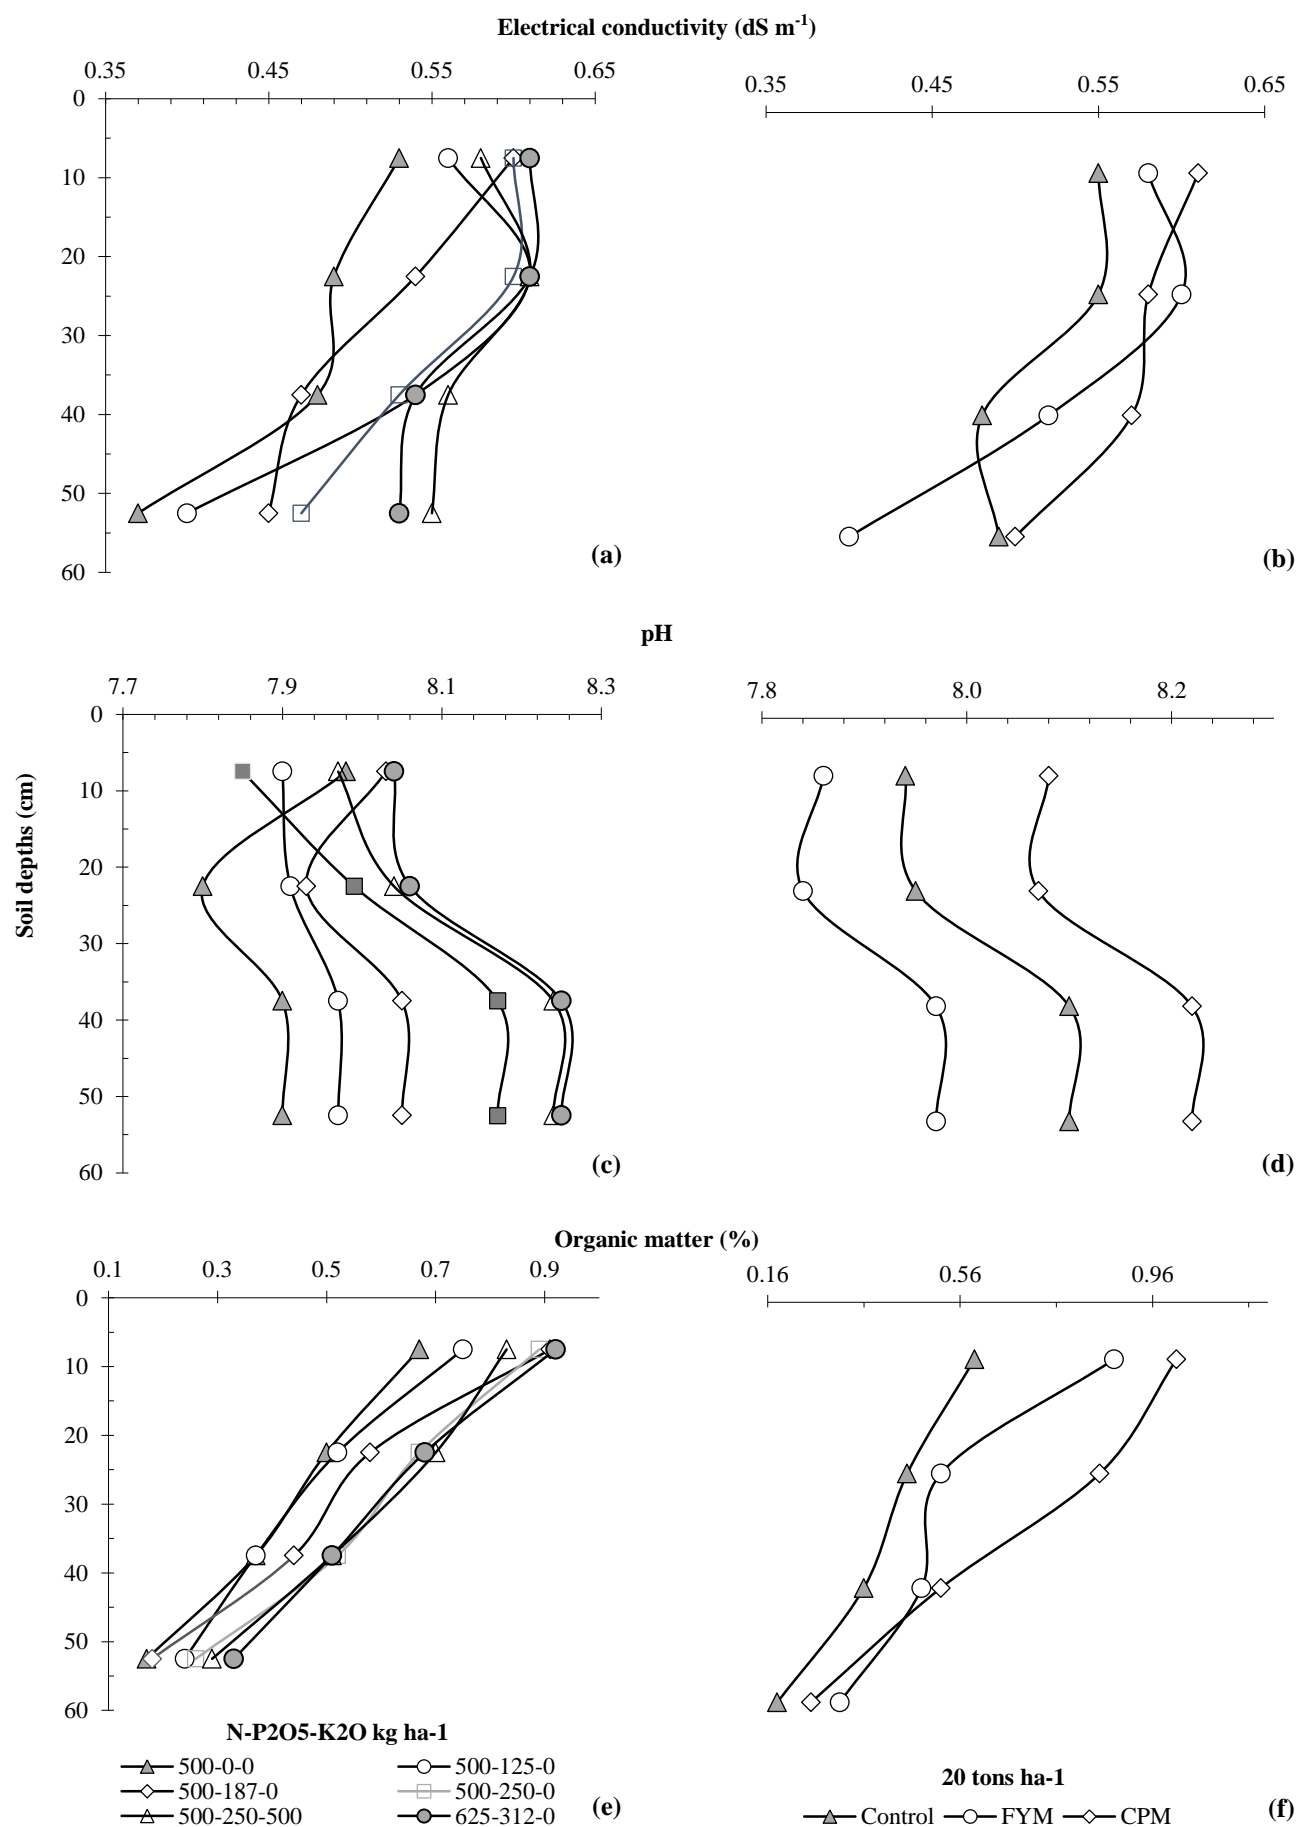 Electrical conductivity (dS m-1)
0.35 0.45 0.55 0.65
0.35 0.45 0.55 0.65
0
10
20
30
40
50
60
(a)
(b)
pH
7.7 7.9 8.1 8.3
7.8 8.0 8.2
Soil depths (cm)
0
10
20
30
40
50
60
(c)
(d)
Organic matter (%)
0.1 0.3 0.5 0.7 0.9
0.16 0.56 0.96
0
10
20
30
40
50
60
N-P2O5-K2O kg ha-1
500-0-0 500-125-0
500-187-0 500-250-0
500-250-500 625-312-0
(e)
20 tons ha-1
Control FYM CPM
(f)